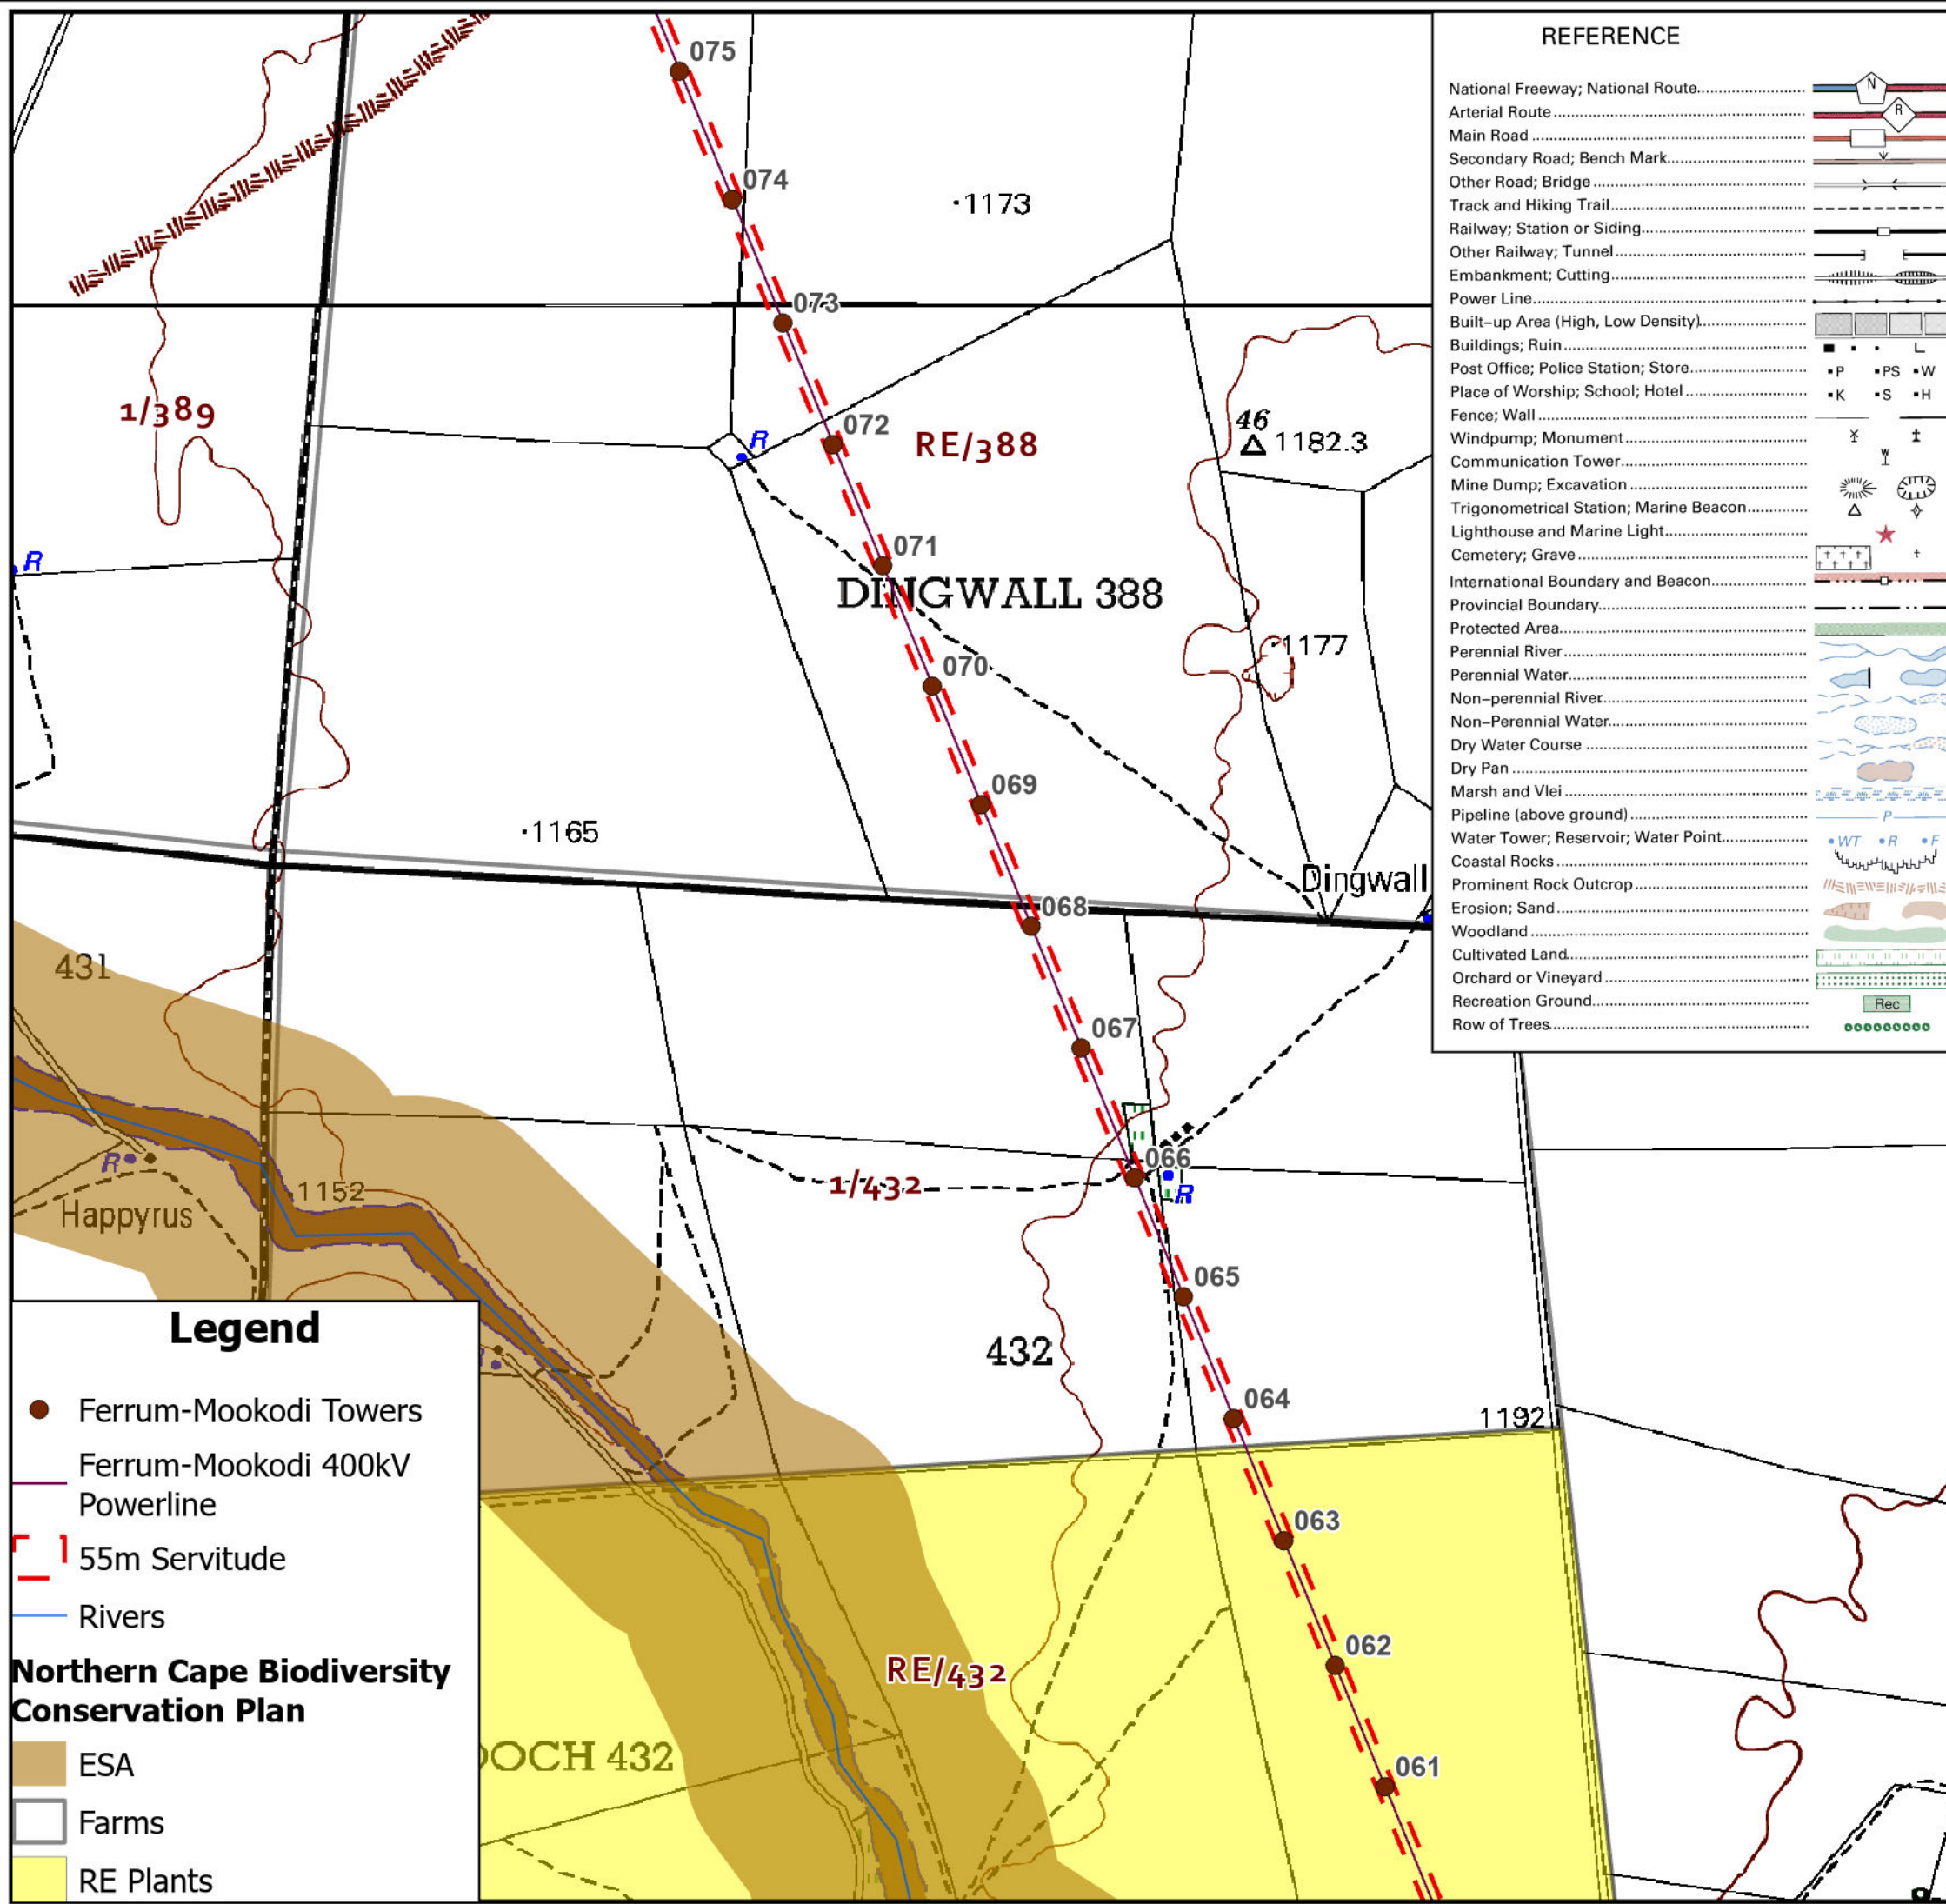 075
074
·1173
073
1/389
072
RE/388
46
1182.3
R
R
071
DINGWALL 388
1177
070
069
·1165
Dingwall
068
431
067
066
R
1/432
R
1152
Happyrus
065
432
064
1192
063
062
RE/432
OCH 432
061
REFERENCE
National Freeway; National Route
N
Arterial Route
R
Main Road
Secondary Road; Bench Mark
Other Road; Bridge
Track and Hiking Trail
Railway; Station or Siding
Other Railway; Tunnel
Embankment; Cutting
Power Line
Built-up Area (High, Low Density)
Buildings; Ruin
Post Office; Police Station; Store
P PS W
Place of Worship; School; Hotel
K S H
Fence; Wall
Windpump; Monument
Communication Tower
Mine Dump; Excavation
Trigonometrical Station; Marine Beacon
Lighthouse and Marine Light
Cemetery; Grave
International Boundary and Beacon
Provincial Boundary
Protected Area
Perennial River
Perennial Water
Non-perennial River
Non-Perennial Water
Dry Water Course
Dry Pan
Marsh and Vlei
Pipeline (above ground)
P
Water Tower; Reservoir; Water Point
WT R F
Coastal Rocks
Prominent Rock Outcrop
Erosion; Sand
Woodland
Cultivated Land
Orchard or Vineyard
Recreation Ground
Rec
Row of Trees
Legend
Ferrum-Mookodi Towers
Ferrum-Mookodi 400kV
Powerline
55m Servitude
Rivers
Northern Cape Biodiversity
Conservation Plan
ESA
Farms
RE Plants